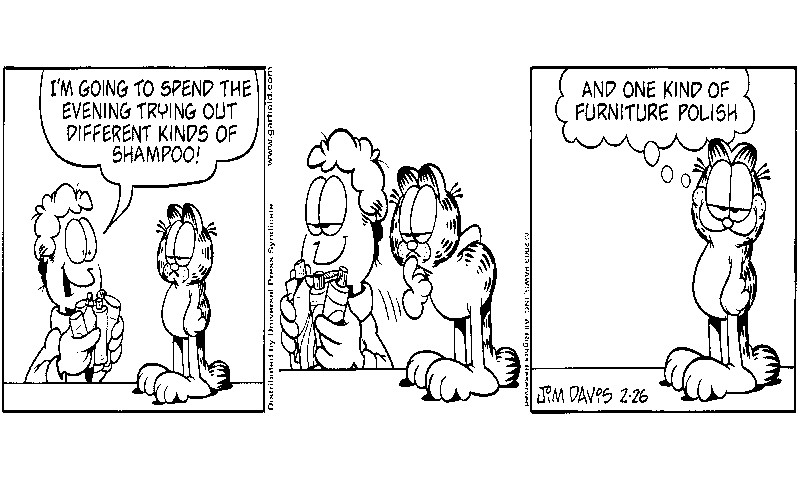 I'M GOING TO SPEND THE
EVENING TRYING OUT
DIFFERENT KINDS OF
SHAMPOO!
www.garfield.com
Distributed by Universal Press Syndicate
AND ONE KIND OF
FURNITURE POLISH
JIM DAVIS 2·26